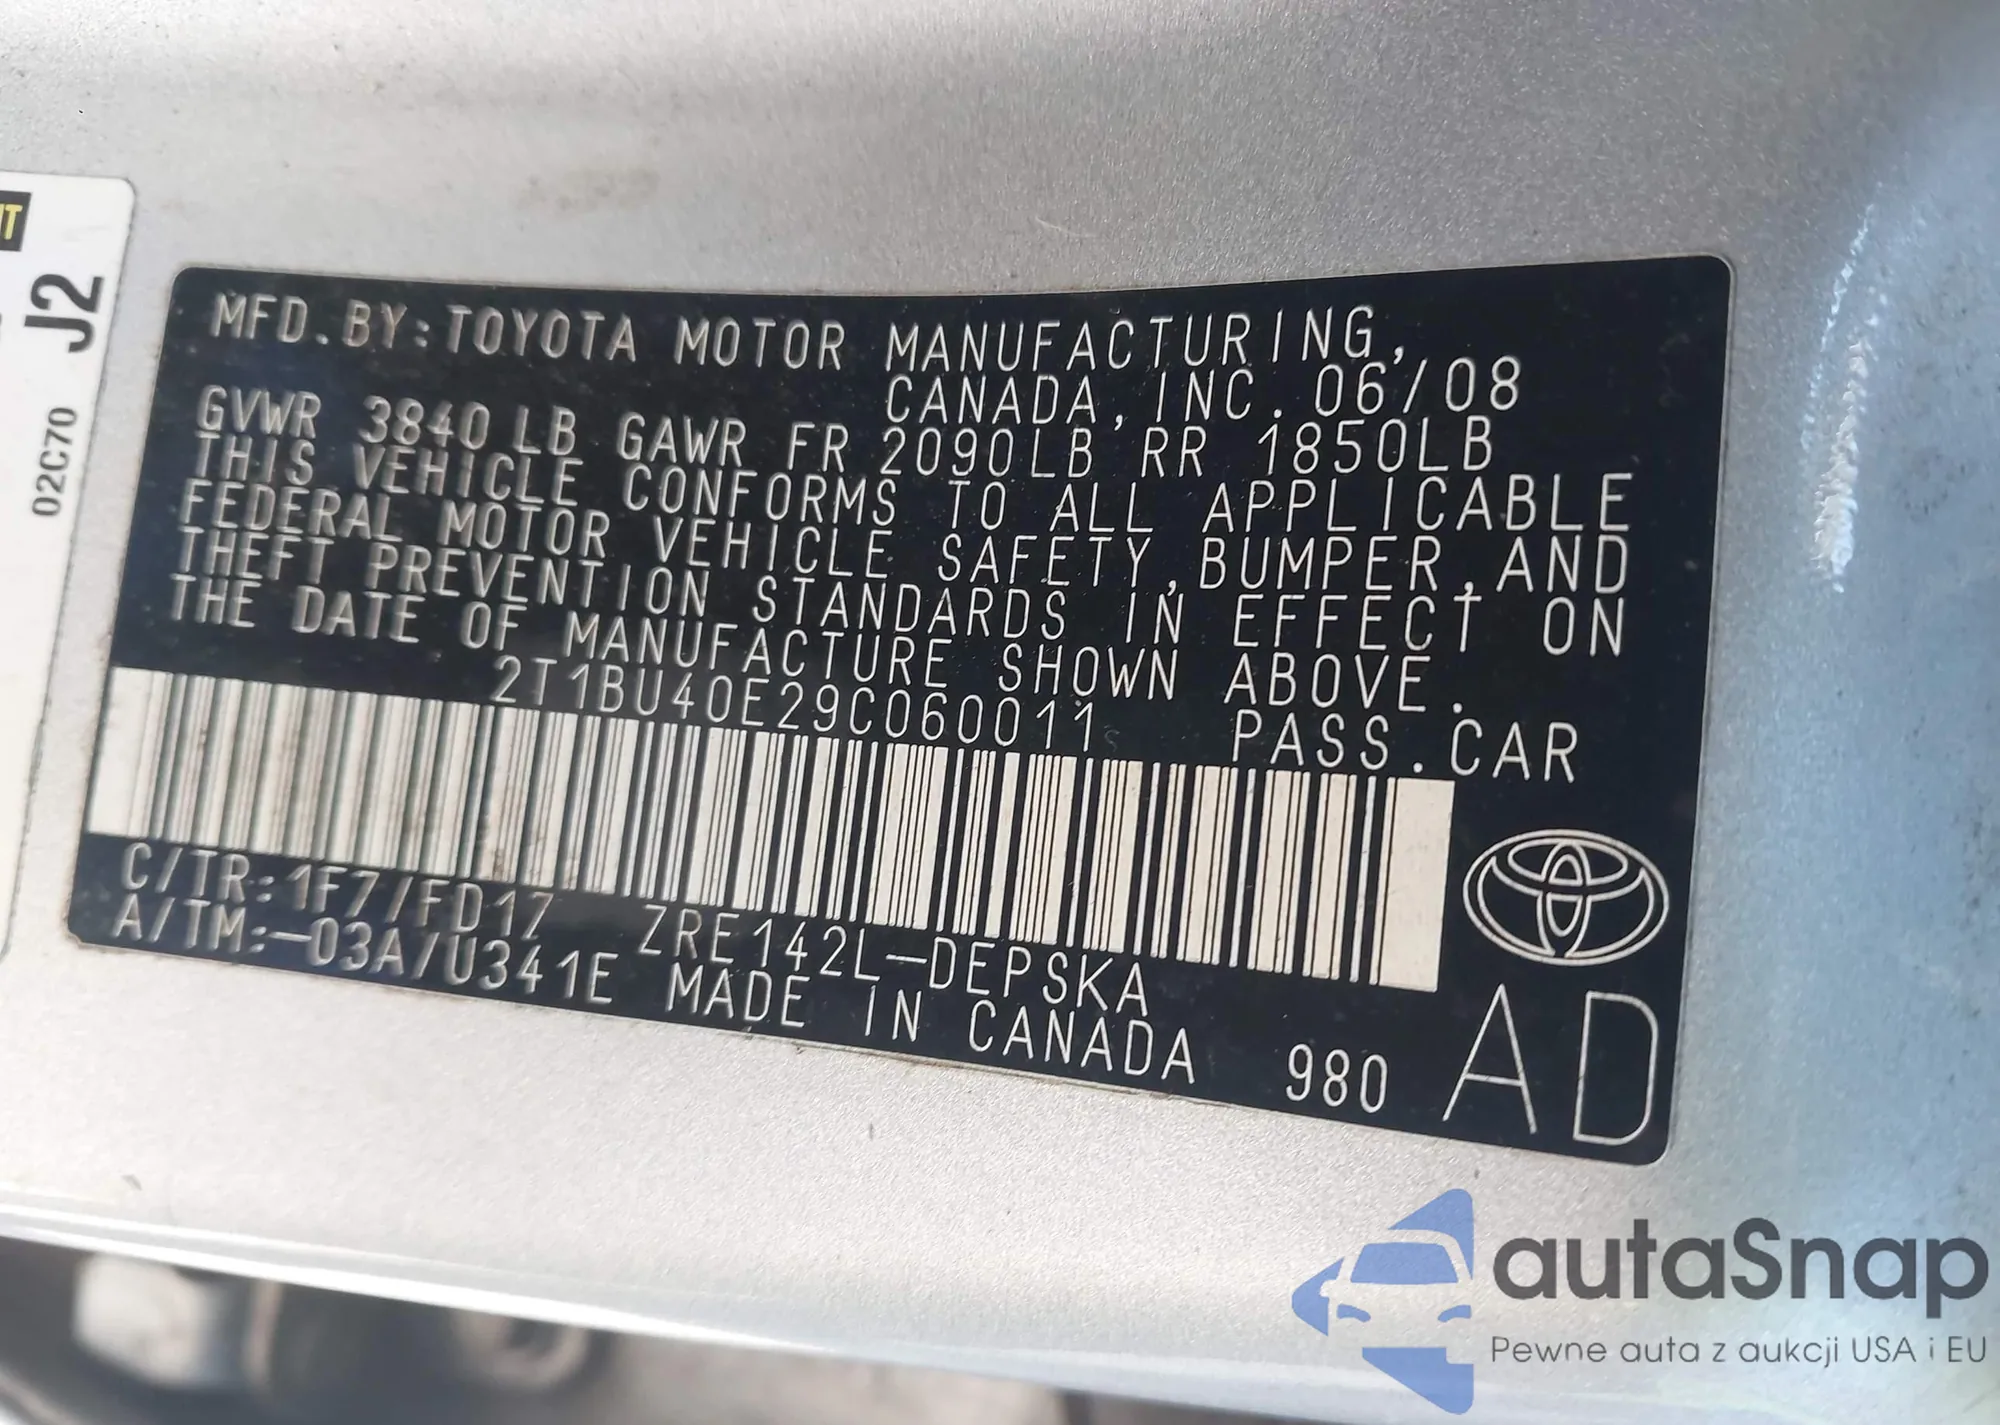 MFD.BY:TOYOTA MOTOR MANUFACTURING,
CANADA,INC. 06/08
GVWR 3840LB GAWR FR 2090LB RR 1850LB
THIS VEHICLE CONFORMS TO ALL APPLICABLE
FEDERAL MOTOR VEHICLE SAFETY,BUMPER,AND
THEFT PREVENTION STANDARDS IN EFFECT ON
THE DATE OF MANUFACTURE SHOWN ABOVE.
2T1BU40E29C060011 PASS.CAR
C/TR:1F7/FD17 ZRE142L-DEPSKA
A/TM:-03A/U341E MADE IN CANADA 980
AD
J2
02C70
autaSnap
Pewne auta z aukcji USA i EU